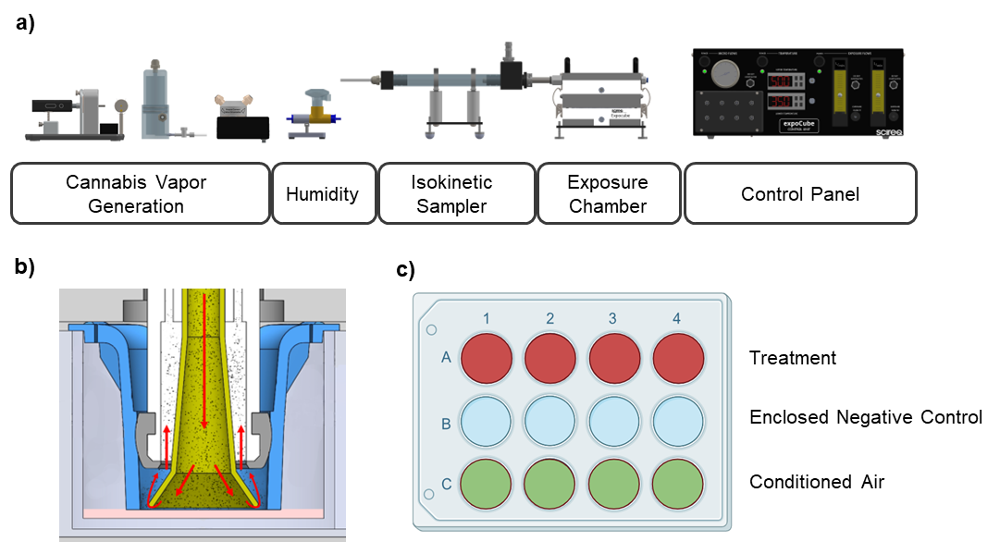 a)
Cannabis Vapor
Generation
Humidity
Isokinetic
Sampler
Exposure
Chamber
Control Panel
expoCube
scireq
b)
c)
1 2 3 4
A
Treatment
B
Enclosed Negative Control
C
Conditioned Air